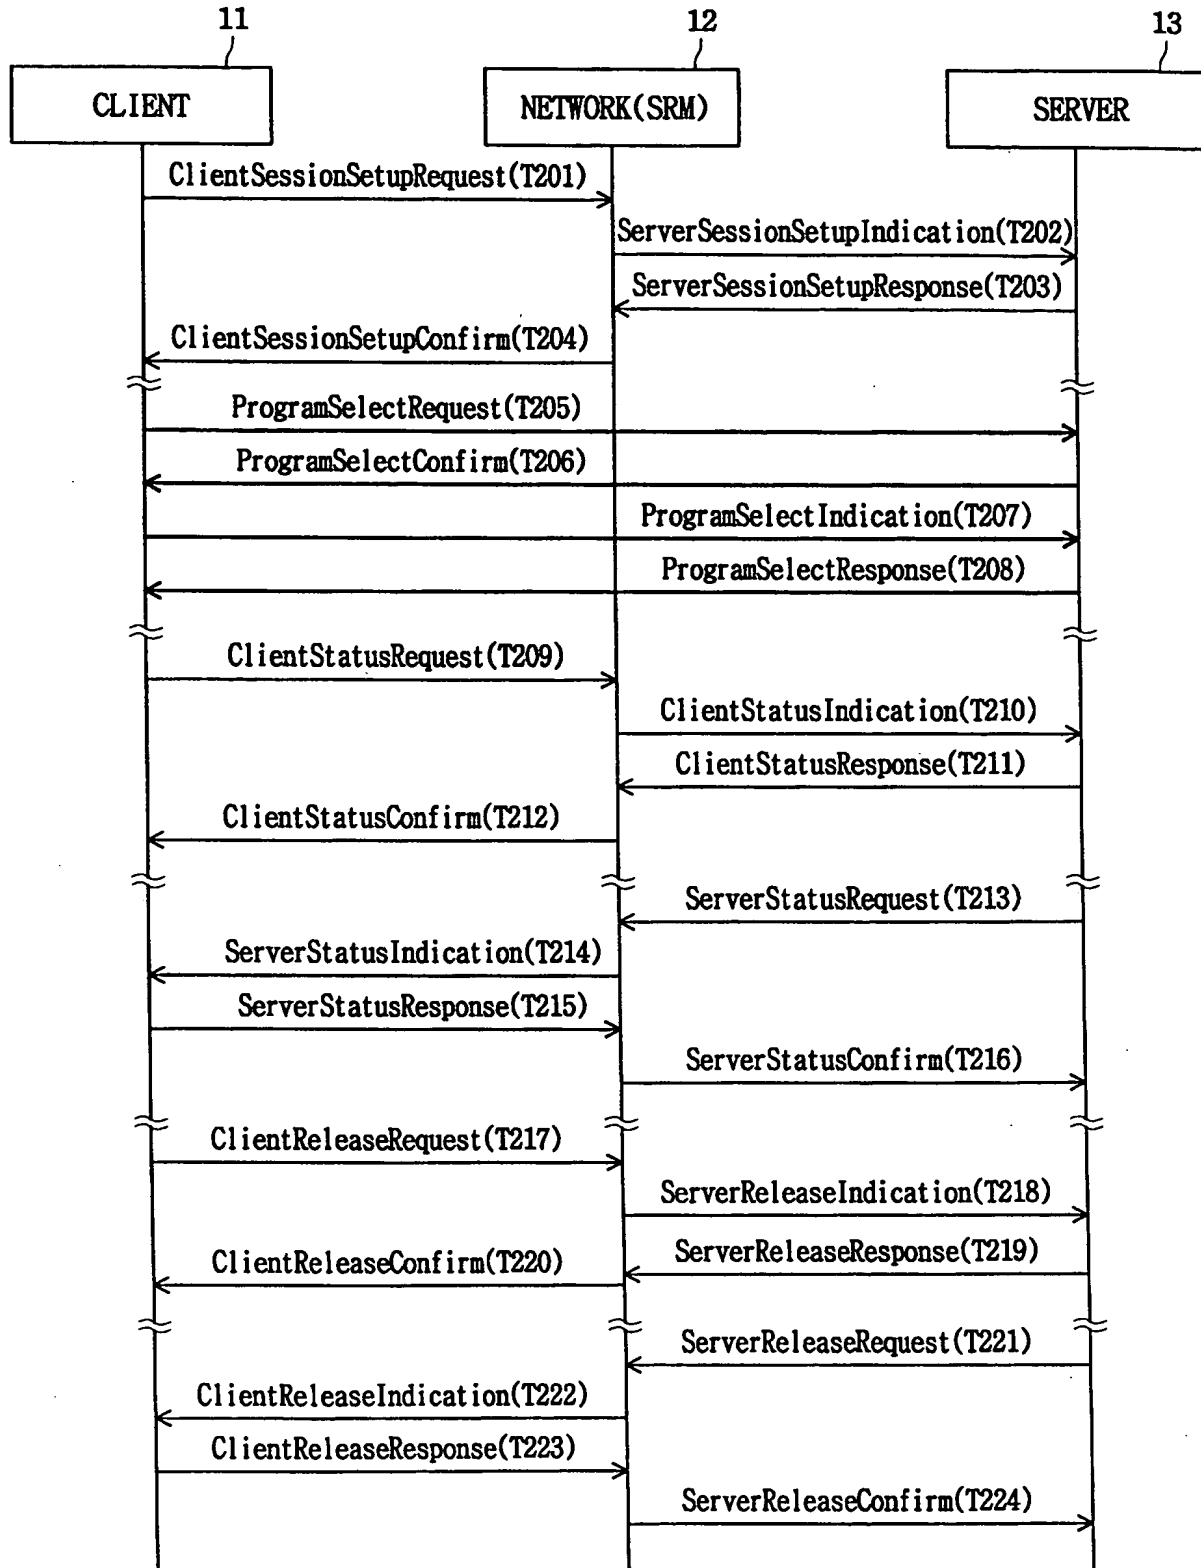 11
12
13
CLIENT
NETWORK(SRM)
SERVER
ClientSessionSetupRequest(T201)
ServerSessionSetupIndication(T202)
ServerSessionSetupResponse(T203)
ClientSessionSetupConfirm(T204)
ProgramSelectRequest(T205)
ProgramSelectConfirm(T206)
ProgramSelectIndication(T207)
ProgramSelectResponse(T208)
ClientStatusRequest(T209)
ClientStatusIndication(T210)
ClientStatusResponse(T211)
ClientStatusConfirm(T212)
ServerStatusRequest(T213)
ServerStatusIndication(T214)
ServerStatusResponse(T215)
ServerStatusConfirm(T216)
ClientReleaseRequest(T217)
ServerReleaseIndication(T218)
ServerReleaseResponse(T219)
ClientReleaseConfirm(T220)
ServerReleaseRequest(T221)
ClientReleaseIndication(T222)
ClientReleaseResponse(T223)
ServerReleaseConfirm(T224)